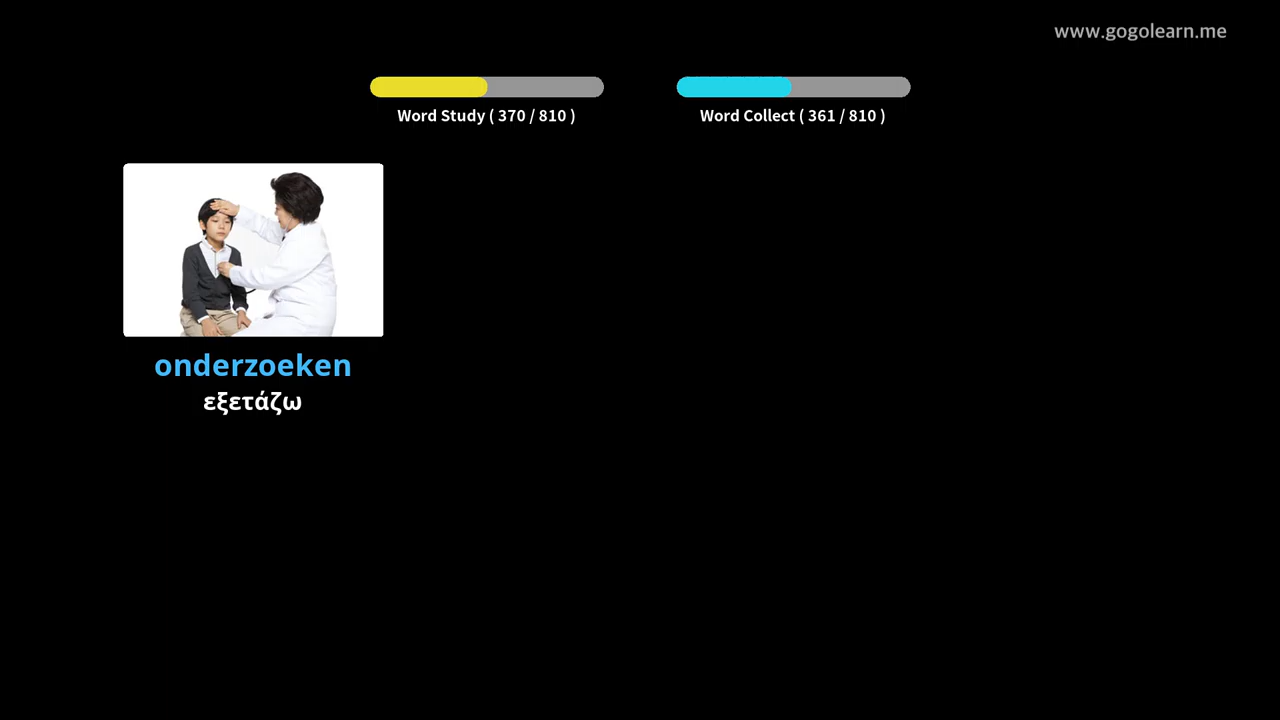 www.gogolearn.me
Word Study ( 370 / 810 )
Word Collect ( 361 / 810 )
onderzoeken
εξετάζω